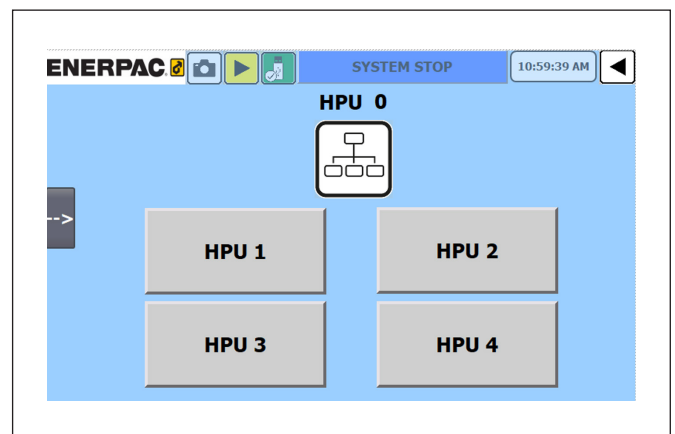 ENERPAC. SYSTEM STOP 10:59:39 AM
HPU 0
-->
HPU 1 HPU 2
HPU 3 HPU 4